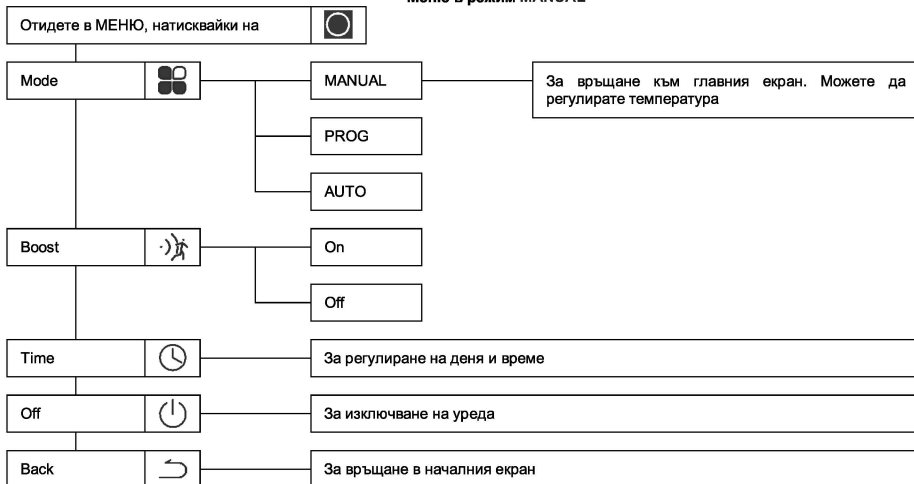 Меню в режим MANUAL
Отидете в МЕНЮ, натисквайки на
Mode
MANUAL
За връщане към главния екран. Можете да
регулирате температура
PROG
AUTO
Boost
On
Off
Time
За регулиране на деня и време
Off
За изключване на уреда
Back
За връщане в началния екран